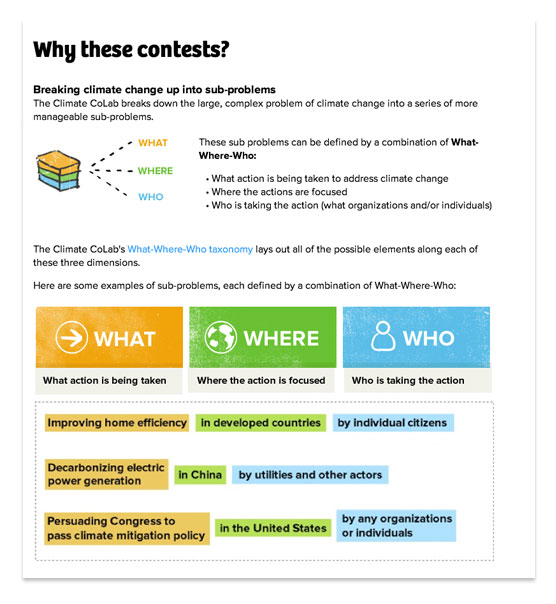 Why these contests?
Breaking climate change up into sub-problems
The Climate CoLab breaks down the large, complex problem of climate change into a series of more
manageable sub-problems.
WHAT
WHERE
WHO
These sub problems can be defined by a combination of What-
Where-Who:
• What action is being taken to address climate change
• Where the actions are focused
• Who is taking the action (what organizations and/or individuals)
The Climate CoLab's What-Where-Who taxonomy lays out all of the possible elements along each of
these three dimensions.
Here are some examples of sub-problems, each defined by a combination of What-Where-Who:
WHAT
WHERE
WHO
What action is being taken
Where the action is focused
Who is taking the action
Improving home efficiency in developed countries by individual citizens
Decarbonizing electric
power generation
in China
by utilities and other actors
Persuading Congress to
pass climate mitigation policy
in the United States
by any organizations
or individuals